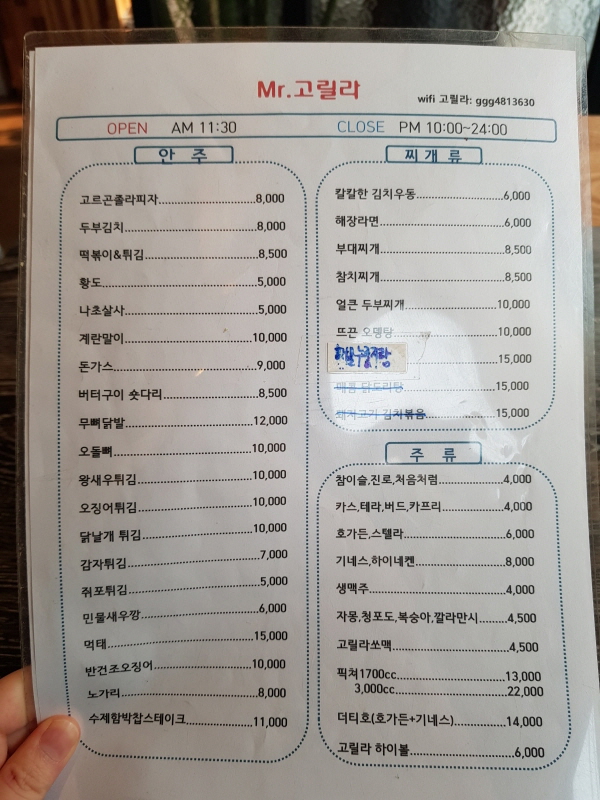 Mr.고릴라
wifi 고릴라: ggg4813630
OPEN AM 11:30 CLOSE PM 10:00~24:00
안 주
고르곤졸라피자.....8,000
두부김치.....8,000
떡볶이&튀김.....8,500
황도.....5,000
나초살사.....5,000
계란말이.....10,000
돈가스.....9,000
버터구이 숏다리.....8,500
무뼈닭발.....12,000
오돌뼈.....10,000
왕새우튀김.....10,000
오징어튀김.....10,000
닭날개 튀김.....10,000
감자튀김.....7,000
쥐포튀김.....5,000
민물새우깡.....6,000
먹태.....15,000
반건조오징어.....10,000
노가리.....8,000
수제함박찹스테이크.....11,000
찌 개 류
칼칼한 김치우동.....6,000
해장라면.....6,000
부대찌개.....8,500
참치찌개.....8,500
얼큰 두부찌개.....10,000
뜨끈 오뎅탕.....10,000
.....15,000
매콤 닭도리탕.....15,000
돼지고기 김치볶음.....15,000
주 류
참이슬,진로,처음처럼.....4,000
카스,테라,버드,카프리.....4,000
호가든,스텔라.....6,000
기네스,하이네켄.....8,000
생맥주.....4,000
자몽,청포도,복숭아,깔라만시.....4,500
고릴라쏘맥.....4,500
픽쳐1700cc.....13,000
3,000cc.....22,000
더티호(호가든+기네스).....14,000
고릴라 하이볼.....6,000